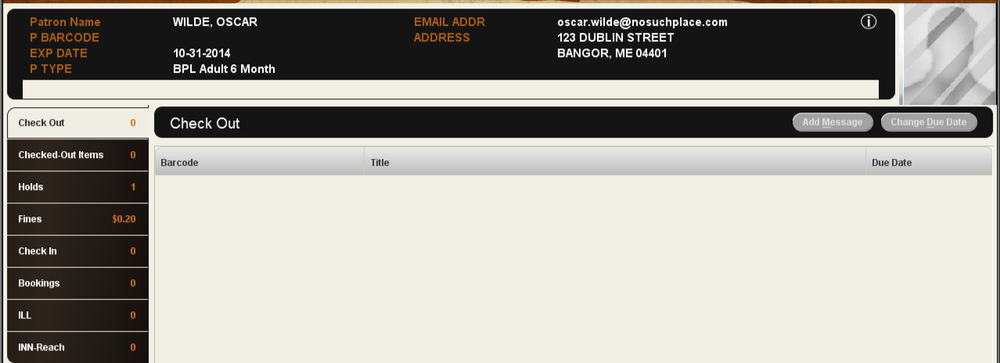 Patron Name WILDE, OSCAR EMAIL ADDR oscar.wilde@nosuchplace.com
P BARCODE ADDRESS 123 DUBLIN STREET
EXP DATE 10-31-2014 BANGOR, ME 04401
P TYPE BPL Adult 6 Month
Check Out 0
Checked-Out Items 0
Holds 1
Fines $0.20
Check In 0
Bookings 0
ILL 0
INN-Reach 0
Check Out Add Message Change Due Date
Barcode Title Due Date